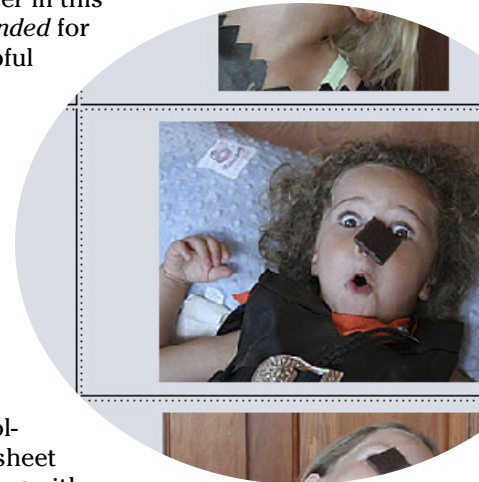 er in this
nded for
oful
ol-
sheet